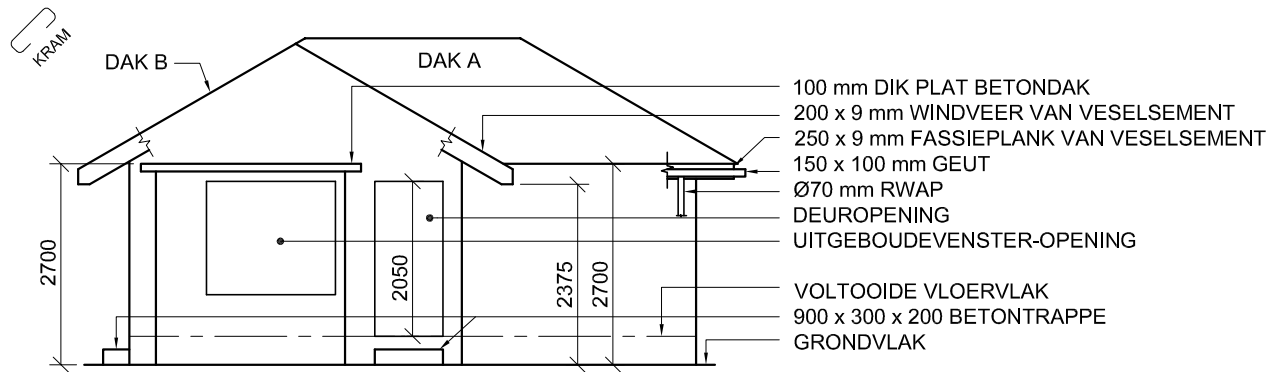 KRAM
DAK B
DAK A
100 mm DIK PLAT BETONDAK
200 x 9 mm WINDVEER VAN VESELSEMENT
250 x 9 mm FASSIEPLANK VAN VESELSEMENT
150 x 100 mm GEUT
Ø70 mm RWAP
DEUROPENING
UITGEBOUDEVENSTER-OPENING
2700
2050
2375
2700
VOLTOOIDE VLOERVLAK
900 x 300 x 200 BETONTRAPPE
GRONDVLAK